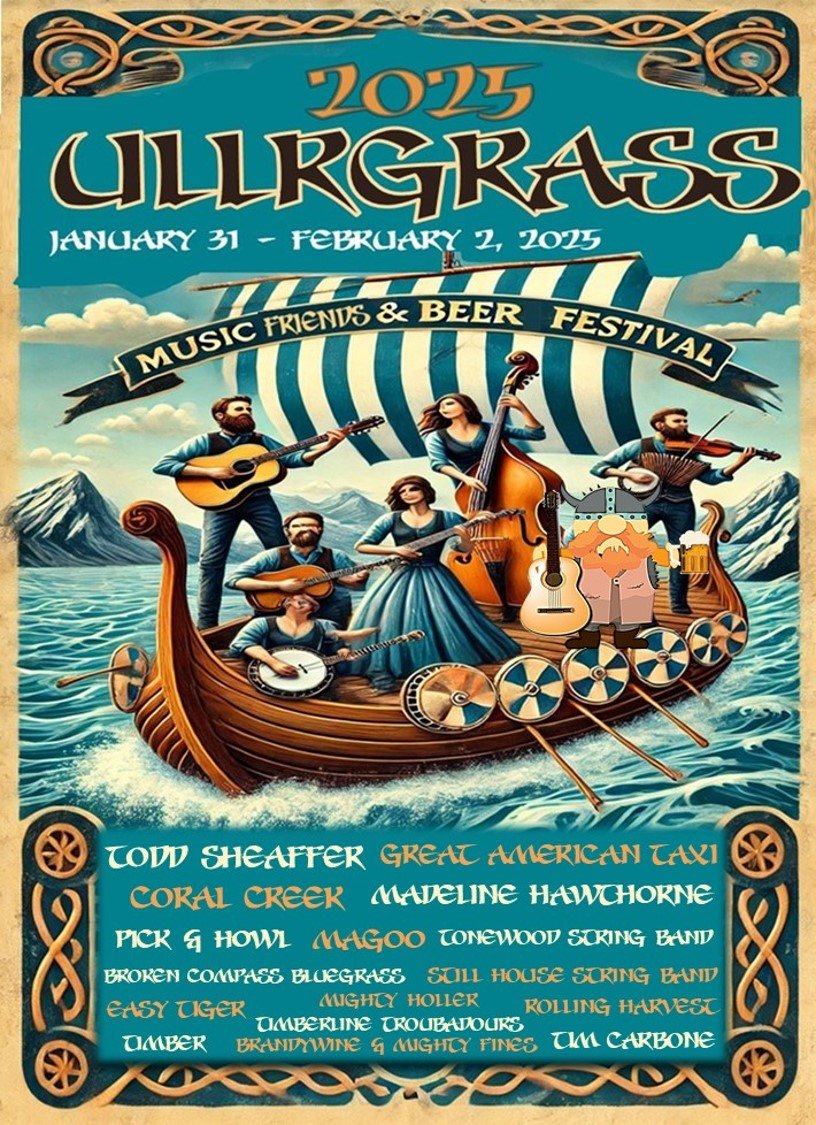 2025
ULLRGRASS
JANUARY 31 - FEBRUARY 2, 2025
MUSIC FRIENDS & BEER FESTIVAL
TODD SHEAFFER GREAT AMERICAN TAXI
CORAL CREEK MADELINE HAWTHORNE
PICK & HOWL MAGOO TONEWOOD STRING BAND
BROKEN COMPASS BLUEGRASS STILL HOUSE STRING BAND
EASY TIGER MIGHTY HOLLER ROLLING HARVEST
TIMBERLINE TROUBADOURS
TIMBER BRANDYWINE & MIGHTY FINES TIM CARBONE